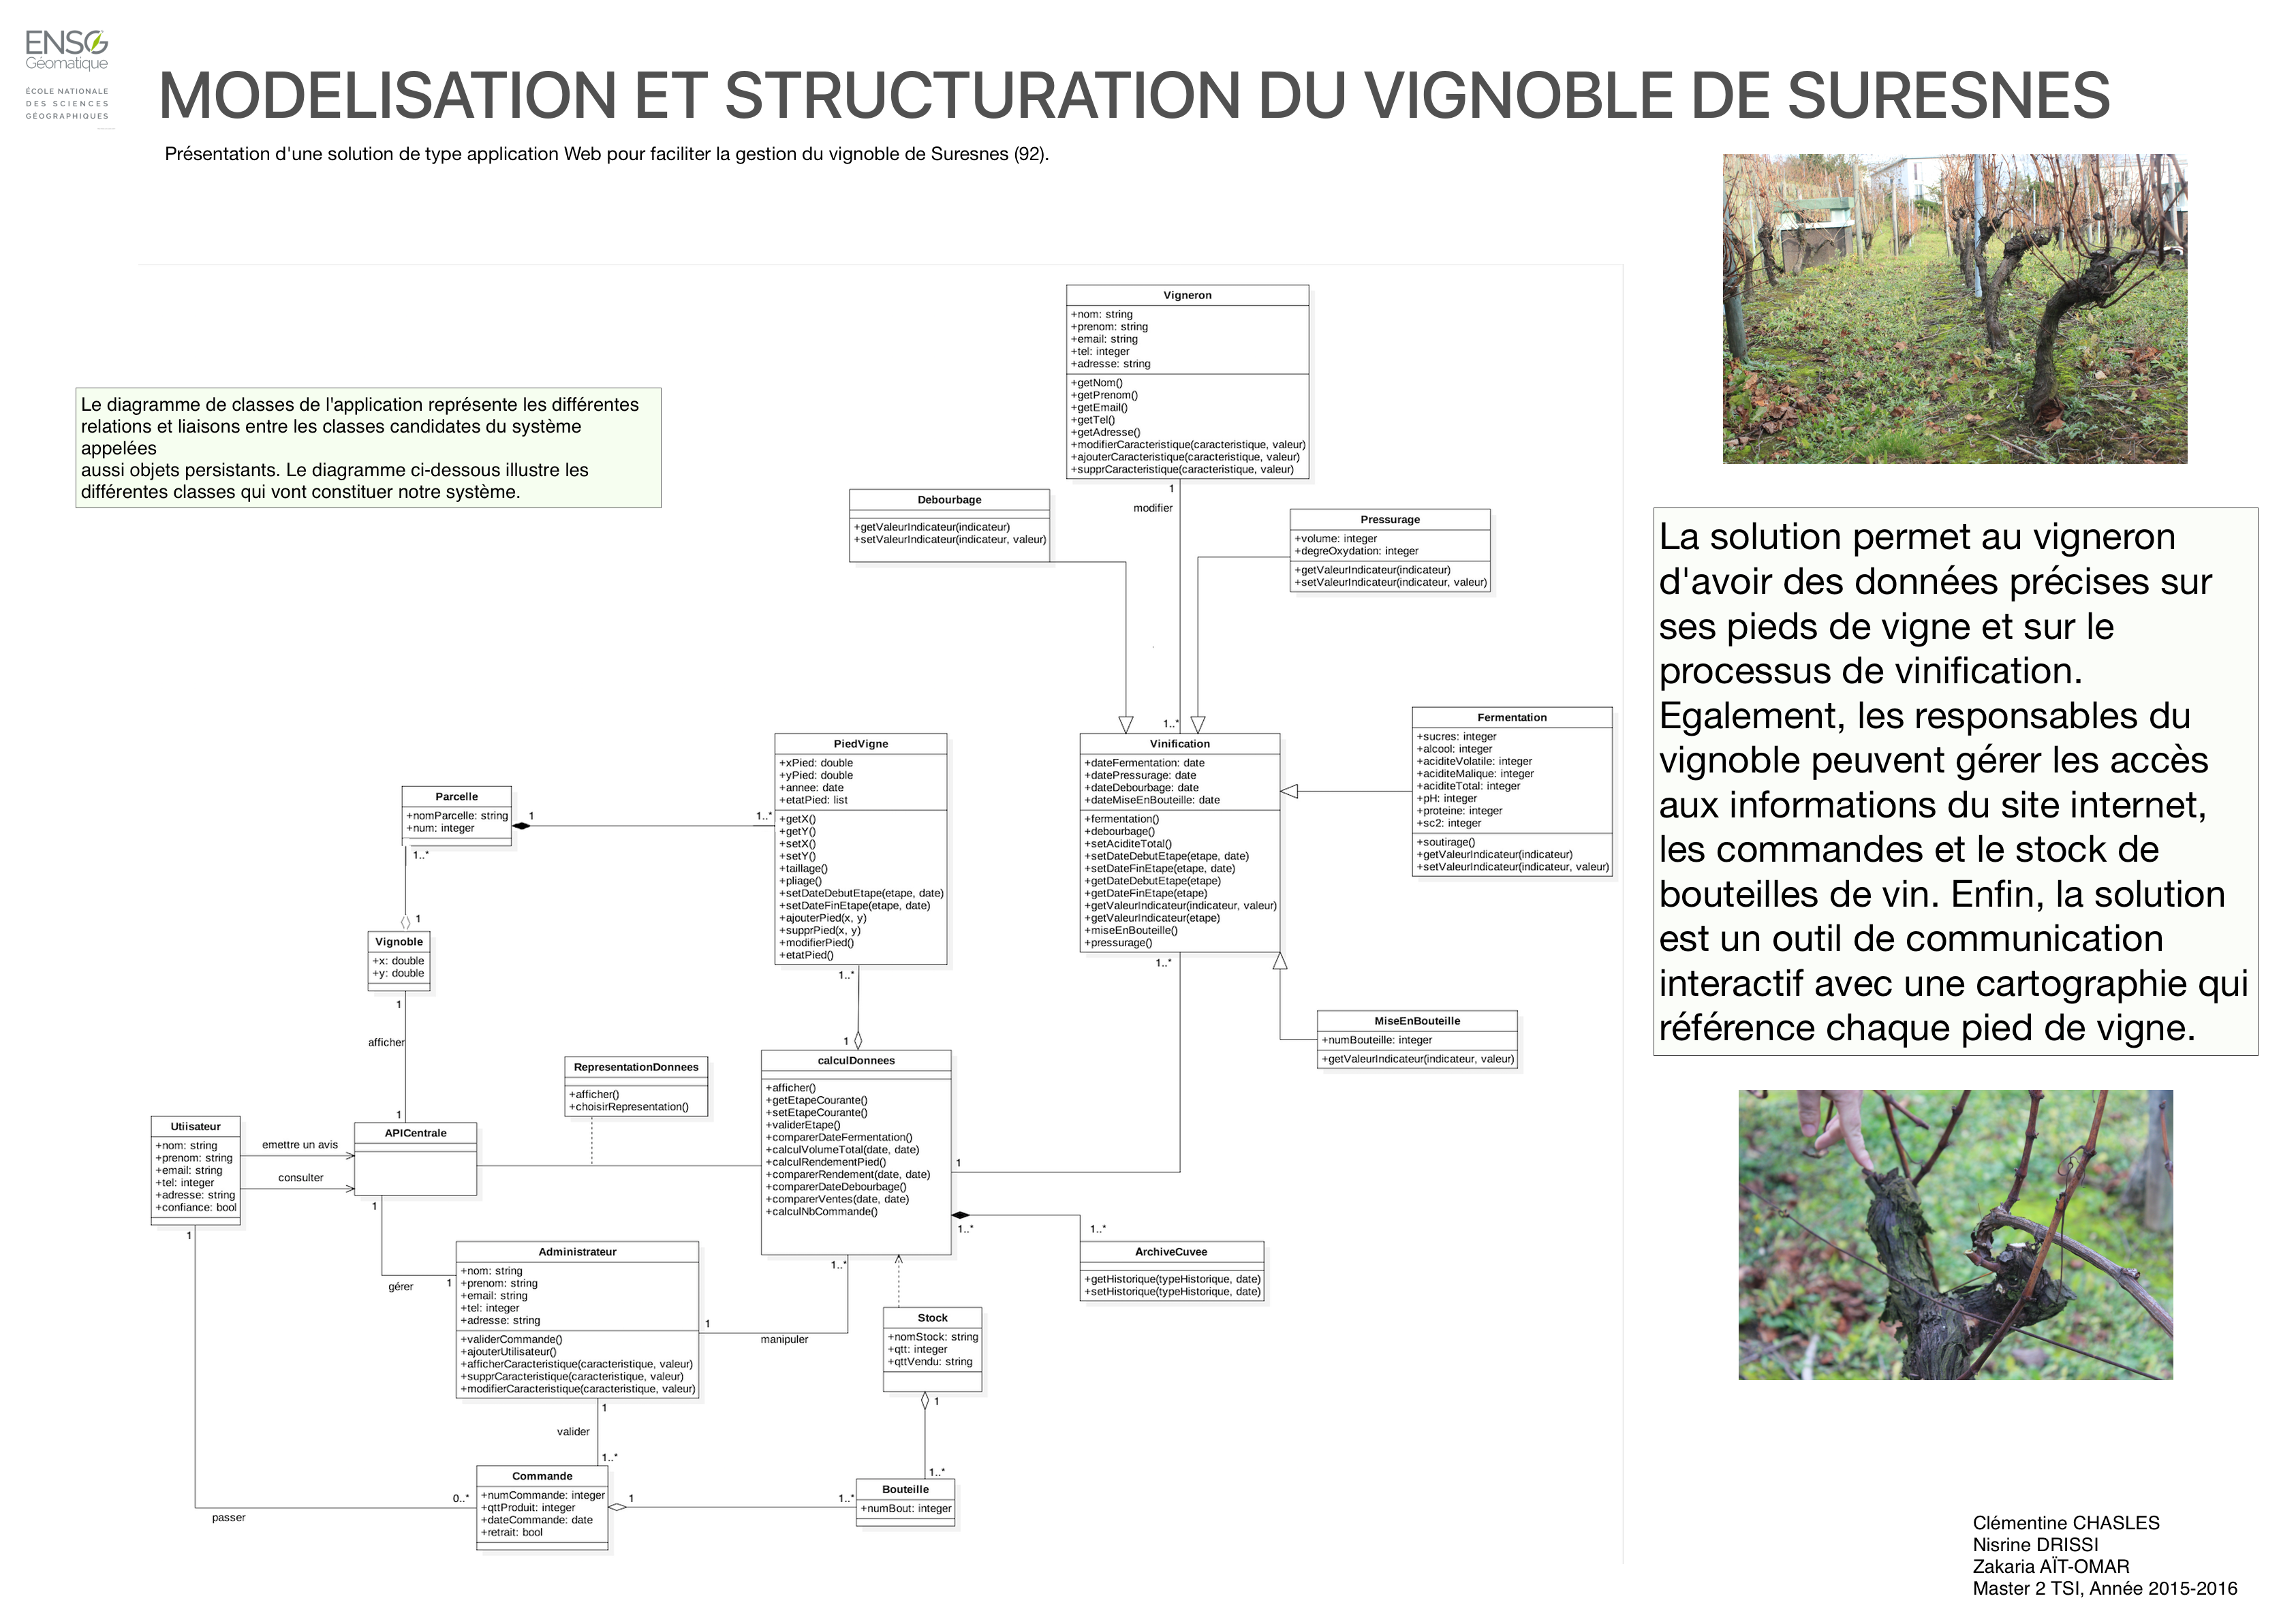 ENSG
Géomatique
ÉCOLE NATIONALE
DES SCIENCES
GÉOGRAPHIQUES
MODELISATION ET STRUCTURATION DU VIGNOBLE DE SURESNES
Présentation d'une solution de type application Web pour faciliter la gestion du vignoble de Suresnes (92).
Le diagramme de classes de l'application représente les différentes
relations et liaisons entre les classes candidates du système
appelées
aussi objets persistants. Le diagramme ci-dessous illustre les
différentes classes qui vont constituer notre système.
Vigneron
+nom: string
+prenom: string
+email: string
+tel: integer
+adresse: string
+getNom()
+getPrenom()
+getEmail()
+getTel()
+getAdresse()
+modifierCaracteristique(caracteristique, valeur)
+ajouterCaracteristique(caracteristique, valeur)
+supprCaracteristique(caracteristique, valeur)
1
modifier
1..*
Debourbage
+getValeurIndicateur(indicateur)
+setValeurIndicateur(indicateur, valeur)
Pressurage
+volume: integer
+degreOxydation: integer
+getValeurIndicateur(indicateur)
+setValeurIndicateur(indicateur, valeur)
Fermentation
+sucres: integer
+alcool: integer
+aciditeVolatile: integer
+aciditeMalique: integer
+aciditeTotal: integer
+pH: integer
+proteine: integer
+sc2: integer
+soutirage()
+getValeurIndicateur(indicateur)
+setValeurIndicateur(indicateur, valeur)
Vinification
+dateFermentation: date
+datePressurage: date
+dateDebourbage: date
+dateMiseEnBouteille: date
+fermentation()
+debourbage()
+setAciditeTotal()
+setDateDebutEtape(etape, date)
+setDateFinEtape(etape, date)
+getDateDebutEtape(etape)
+getDateFinEtape(etape)
+getValeurIndicateur(indicateur, valeur)
+getValeurIndicateur(etape)
+miseEnBouteille()
+pressurage()
1..*
PiedVigne
+xPied: double
+yPied: double
+annee: date
+etatPied: list
+getX()
+getY()
+setX()
+setY()
+taillage()
+pliage()
+setDateDebutEtape(etape, date)
+setDateFinEtape(etape, date)
+ajouterPied(x, y)
+supprPied(x, y)
+modifierPied()
+etatPied()
1..*
1
Parcelle
+nomParcelle: string
+num: integer
1
1..*
1..*
1
Vignoble
+x: double
+y: double
1
afficher
1
MiseEnBouteille
+numBouteille: integer
+getValeurIndicateur(indicateur, valeur)
RepresentationDonnees
+afficher()
+choisirRepresentation()
calculDonnees
+afficher()
+getEtapeCourante()
+setEtapeCourante()
+validerEtape()
+comparerDateFermentation()
+calculVolumeTotal(date, date)
+calculRendementPied()
+comparerRendement(date, date)
+comparerDateDebourbage()
+comparerVentes(date, date)
+calculNbCommande()
1
1..*
1..*
1..*
Utiisateur
+nom: string
+prenom: string
+email: string
+tel: integer
+adresse: string
+confiance: bool
emettre un avis
consulter
APICentrale
1
1
gérer
1
Administrateur
+nom: string
+prenom: string
+email: string
+tel: integer
+adresse: string
+validerCommande()
+ajouterUtilisateur()
+afficherCaracteristique(caracteristique, valeur)
+supprCaracteristique(caracteristique, valeur)
+modifierCaracteristique(caracteristique, valeur)
1
manipuler
ArchiveCuvee
+getHistorique(typeHistorique, date)
+setHistorique(typeHistorique, date)
Stock
+nomStock: string
+qtt: integer
+qttVendu: string
1
1..*
1
valider
1..*
Commande
+numCommande: integer
+qttProduit: integer
+dateCommande: date
+retrait: bool
0..*
passer
1
1..*
Bouteille
+numBout: integer
La solution permet au vigneron
d'avoir des données précises sur
ses pieds de vigne et sur le
processus de vinification.
Egalement, les responsables du
vignoble peuvent gérer les accès
aux informations du site internet,
les commandes et le stock de
bouteilles de vin. Enfin, la solution
est un outil de communication
interactif avec une cartographie qui
référence chaque pied de vigne.
Clémentine CHASLES
Nisrine DRISSI
Zakaria AÏT-OMAR
Master 2 TSI, Année 2015-2016